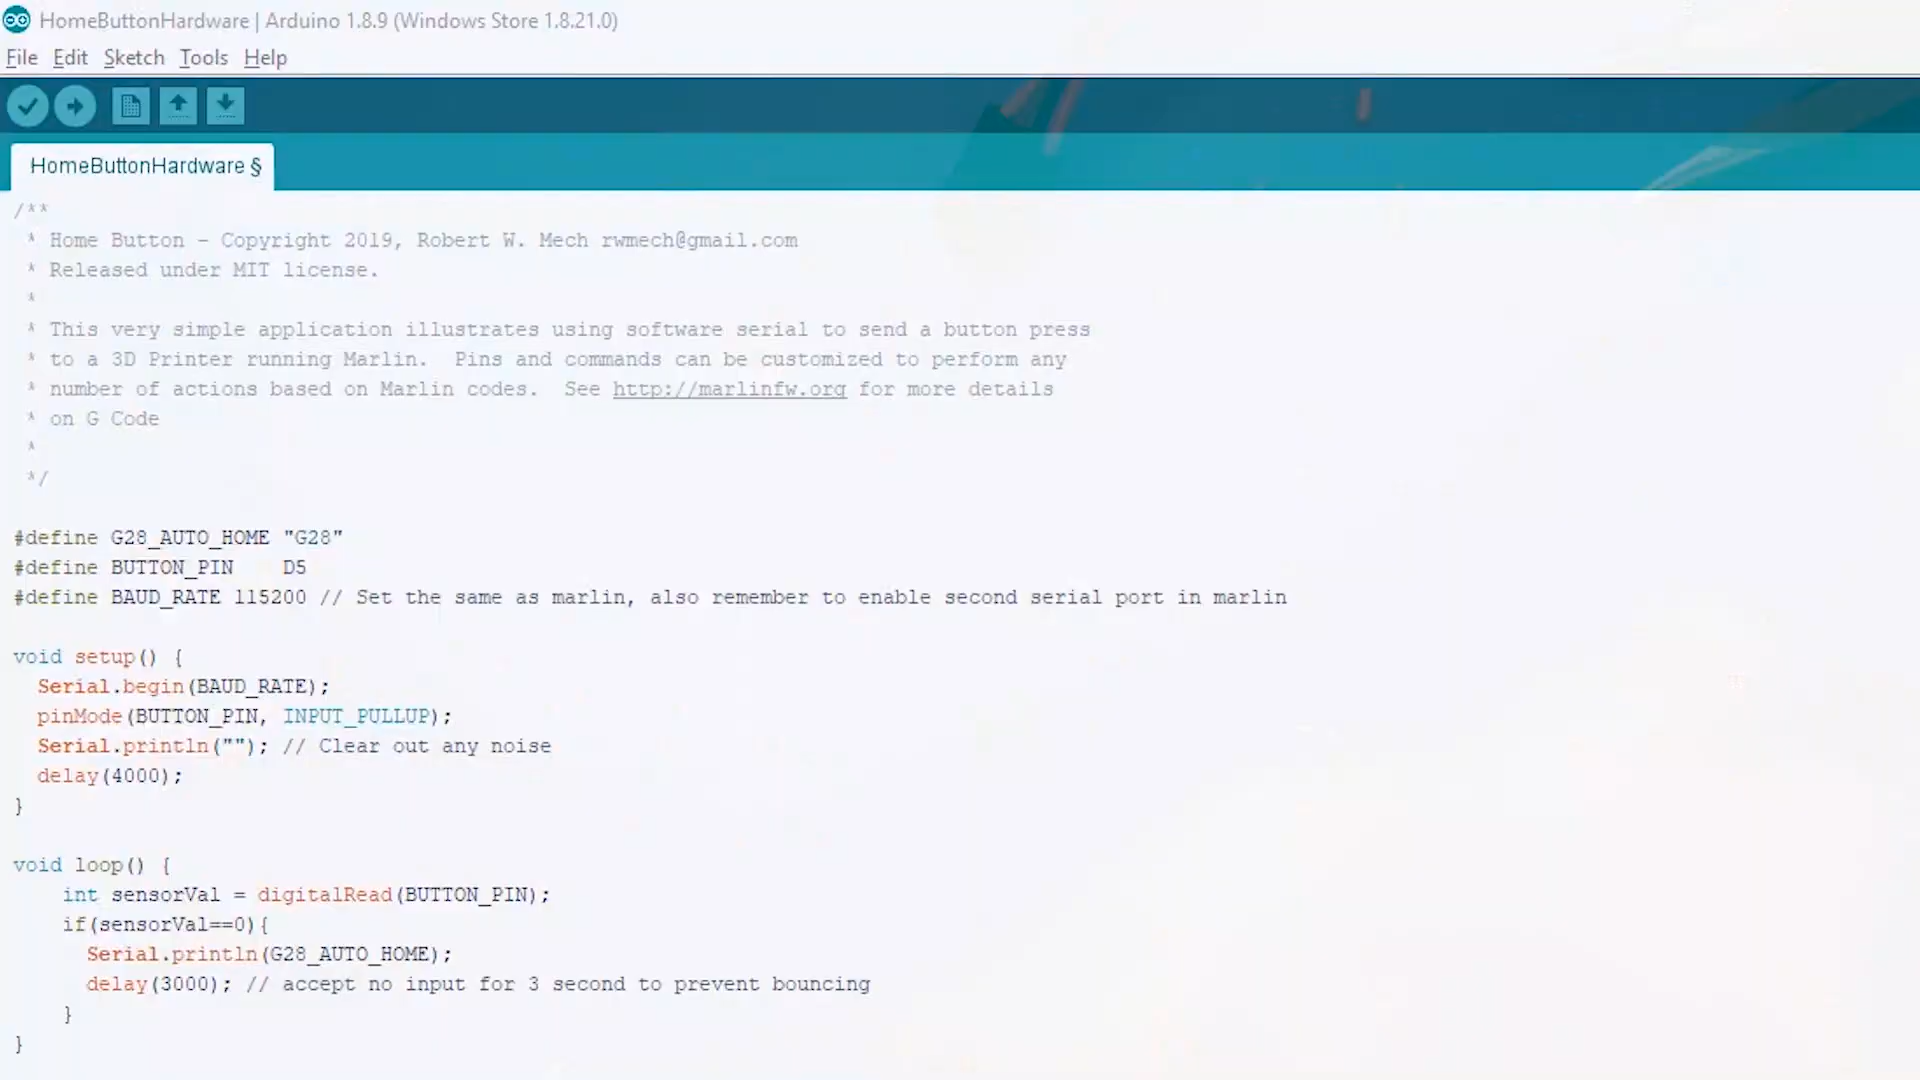 HomeButtonHardware | Arduino 1.8.9 (Windows Store 1.8.21.0)
File Edit Sketch Tools Help
HomeButtonHardware §
/**
 * Home Button - Copyright 2019, Robert W. Mech rwmech@gmail.com
 * Released under MIT license.
 *
 * This very simple application illustrates using software serial to send a button press
 * to a 3D Printer running Marlin.  Pins and commands can be customized to perform any
 * number of actions based on Marlin codes.  See http://marlinfw.org for more details
 * on G Code
 *
 */
#define G28_AUTO_HOME "G28"
#define BUTTON_PIN    D5
#define BAUD_RATE 115200 // Set the same as marlin, also remember to enable second serial port in marlin
void setup() {
  Serial.begin(BAUD_RATE);
  pinMode(BUTTON_PIN, INPUT_PULLUP);
  Serial.println(""); // Clear out any noise
  delay(4000);
}
void loop() {
    int sensorVal = digitalRead(BUTTON_PIN);
    if(sensorVal==0){
      Serial.println(G28_AUTO_HOME);
      delay(3000); // accept no input for 3 second to prevent bouncing
    }
}